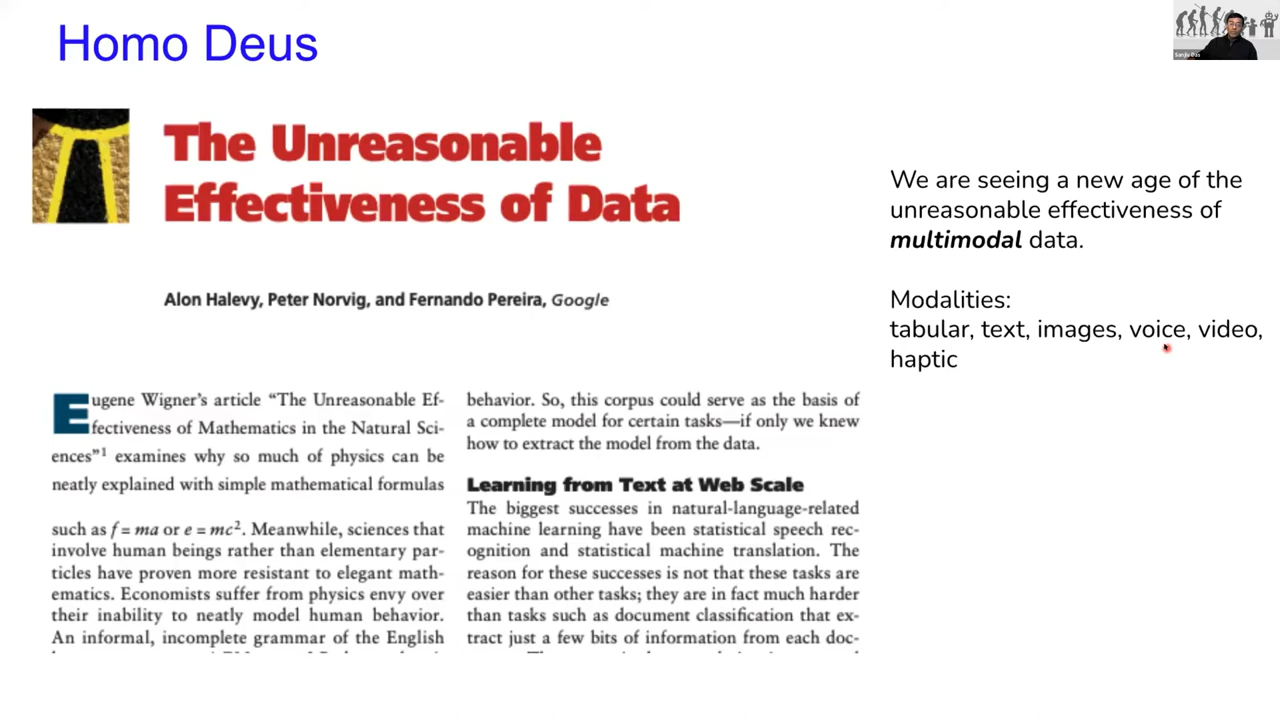 Homo Deus
Sanjiv Das
The Unreasonable
Effectiveness of Data
Alon Halevy, Peter Norvig, and Fernando Pereira, Google
Eugene Wigner's article “The Unreasonable Ef-
fectiveness of Mathematics in the Natural Sci-
ences”¹ examines why so much of physics can be
neatly explained with simple mathematical formulas
such as f = ma or e = mc². Meanwhile, sciences that
involve human beings rather than elementary par-
ticles have proven more resistant to elegant math-
ematics. Economists suffer from physics envy over
their inability to neatly model human behavior.
An informal, incomplete grammar of the English
behavior. So, this corpus could serve as the basis of
a complete model for certain tasks—if only we knew
how to extract the model from the data.
Learning from Text at Web Scale
The biggest successes in natural-language-related
machine learning have been statistical speech rec-
ognition and statistical machine translation. The
reason for these successes is not that these tasks are
easier than other tasks; they are in fact much harder
than tasks such as document classification that ex-
tract just a few bits of information from each doc-
We are seeing a new age of the
unreasonable effectiveness of
multimodal data.
Modalities:
tabular, text, images, voice, video,
haptic